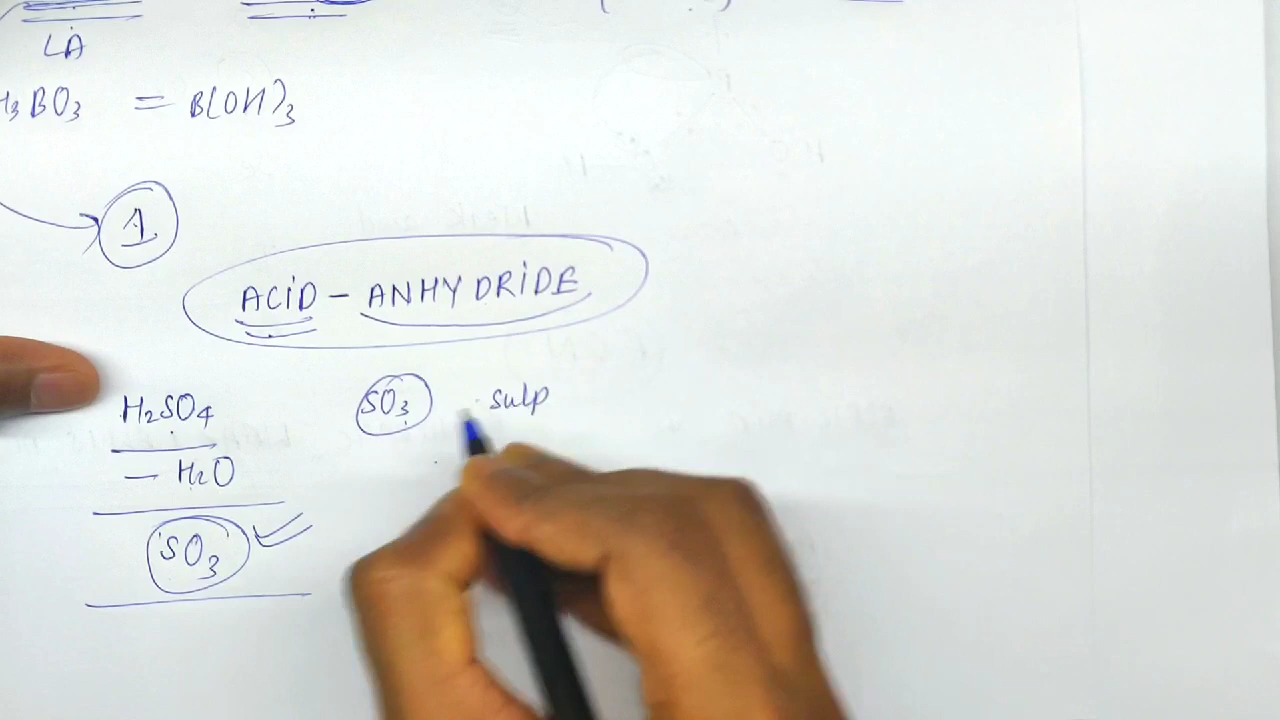 LA
H₃BO₃ = B(OH)₃
1
ACID - ANHYDRIDE
H₂SO₄ SO₃ sulp
- H₂O
SO₃